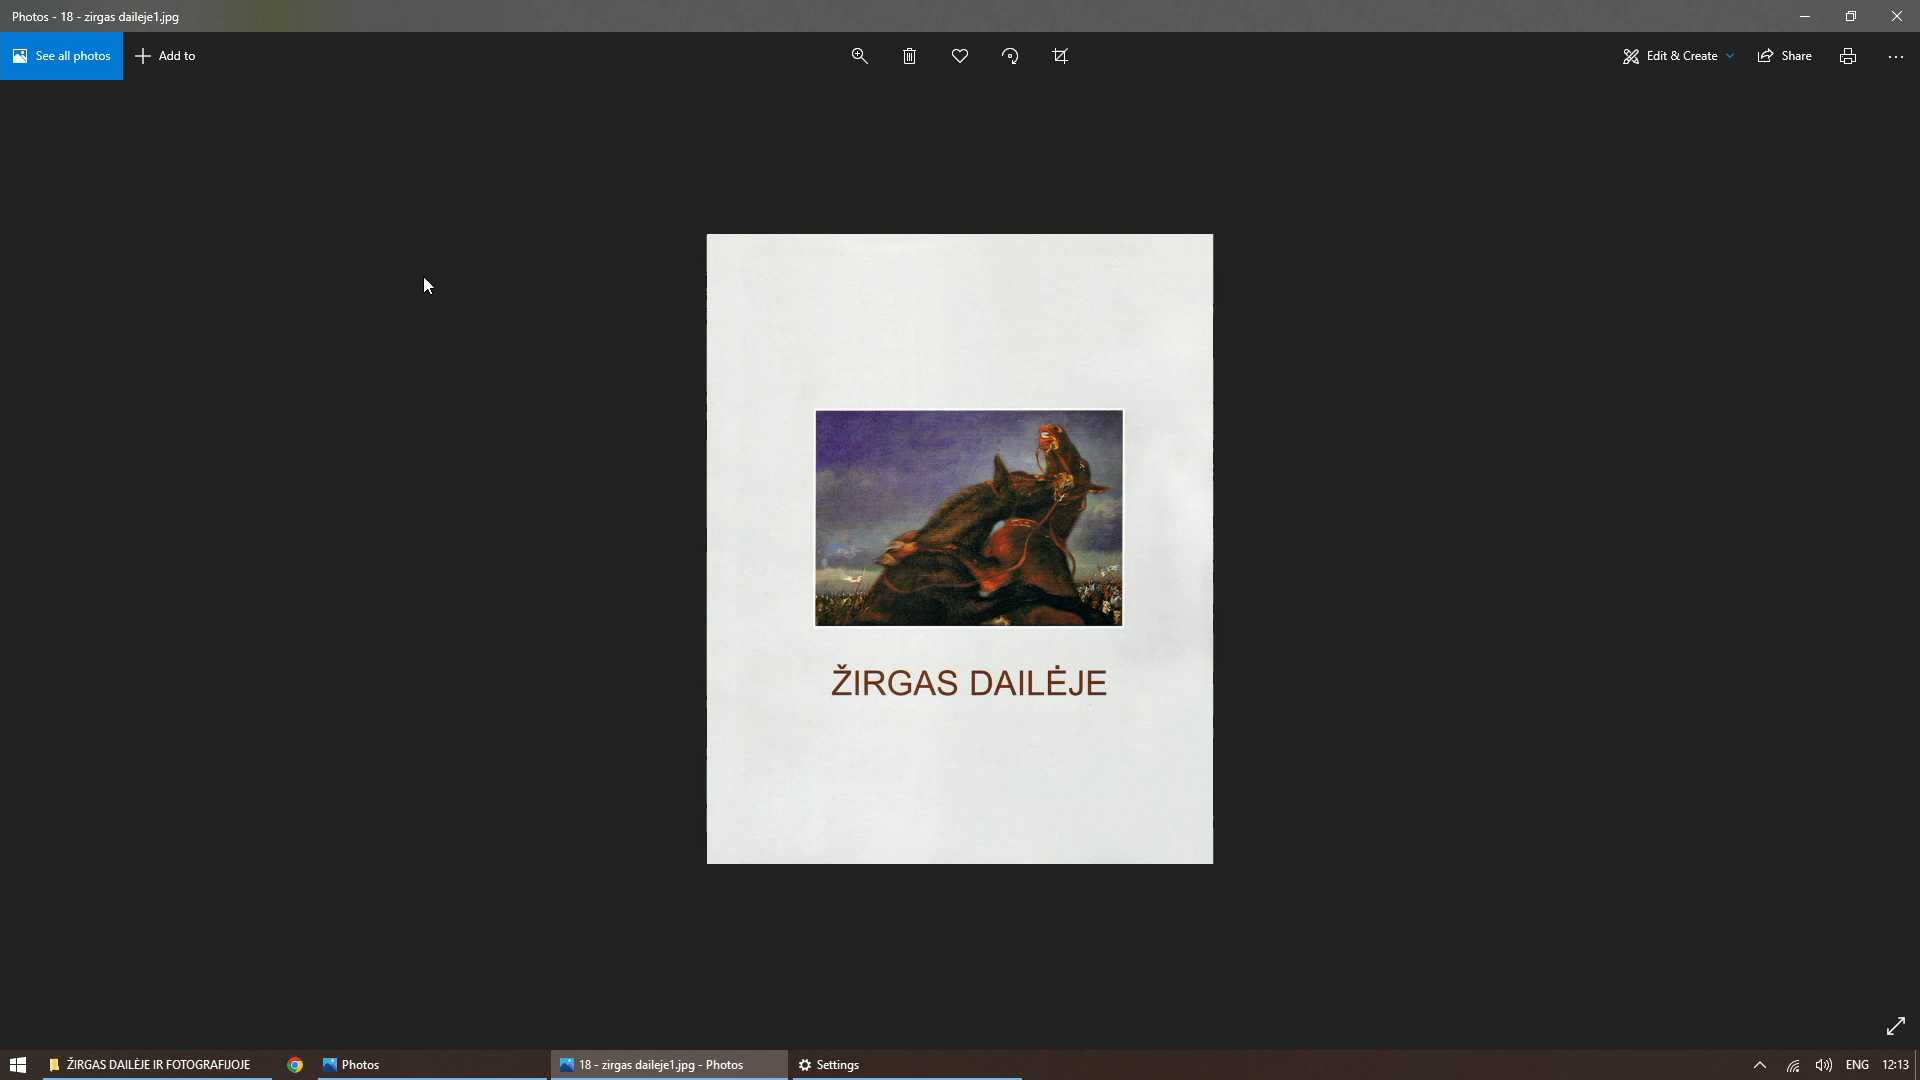 Photos - 18 - zirgas daileje1.jpg
See all photos
Add to
Edit & Create
Share
ŽIRGAS DAILĖJE
ŽIRGAS DAILĖJE IR FOTOGRAFIJOJE
Photos
18 - zirgas daileje1.jpg - Photos
Settings
ENG
12:13